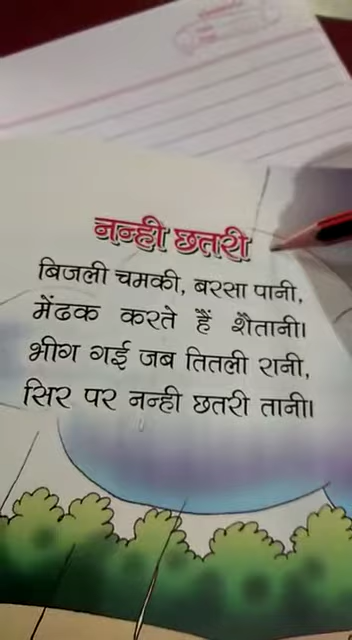 नन्ही छतरी
बिजली चमकी, बरसा पानी,
मेंढक करते हैं शैतानी।
भीग गई जब तितली रानी,
सिर पर नन्ही छतरी तानी।